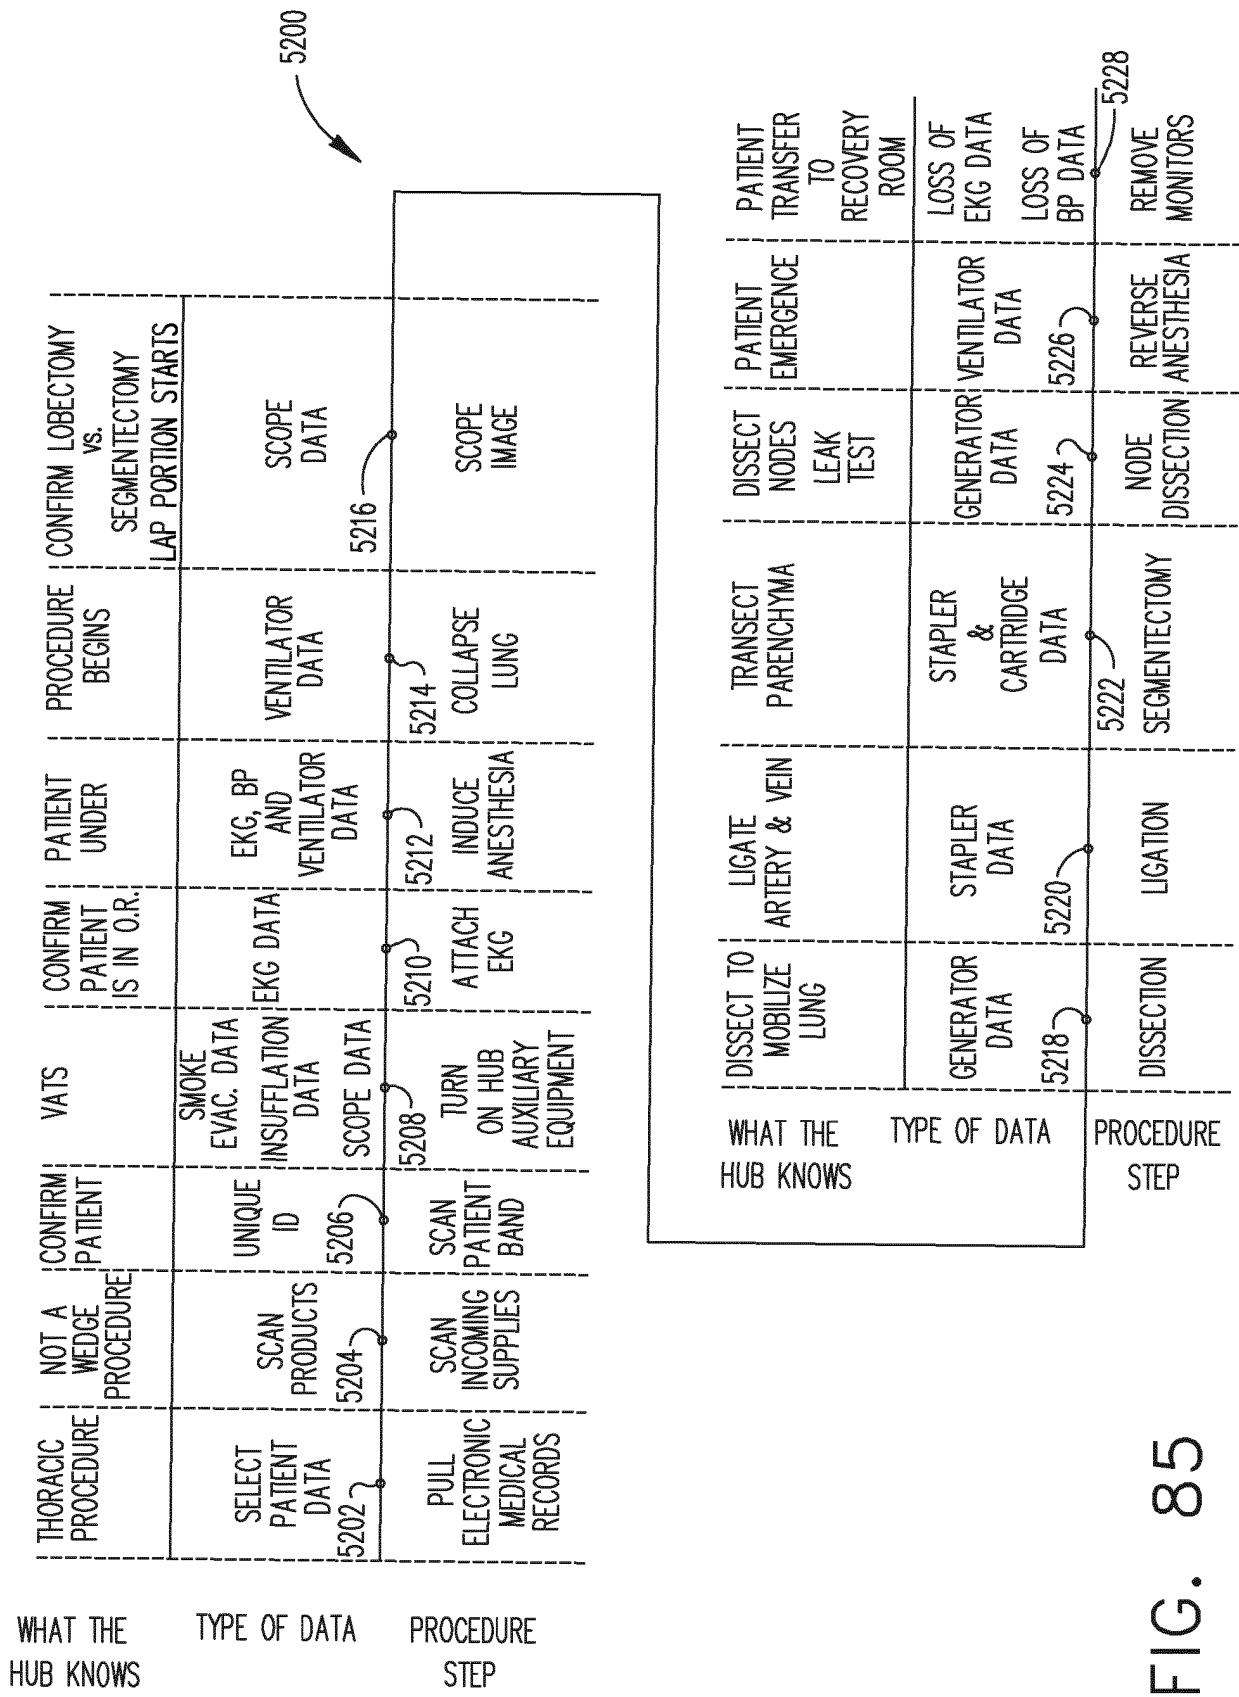 5200
WHAT THE
HUB KNOWS
THORACIC
PROCEDURE
NOT A
WEDGE
PROCEDURE
CONFIRM
PATIENT
VATS
CONFIRM
PATIENT
IS IN O.R.
PATIENT
UNDER
PROCEDURE
BEGINS
CONFIRM LOBECTOMY
vs.
SEGMENTECTOMY
LAP PORTION STARTS
TYPE OF DATA
SELECT
PATIENT
DATA
5202
SCAN
PRODUCTS
5204
UNIQUE
ID
5206
SMOKE
EVAC. DATA
INSUFFLATION
DATA
SCOPE DATA
5208
EKG DATA
5210
EKG, BP
AND
VENTILATOR
DATA
5212
VENTILATOR
DATA
5214
SCOPE
DATA
5216
PROCEDURE
STEP
PULL
ELECTRONIC
MEDICAL
RECORDS
SCAN
INCOMING
SUPPLIES
SCAN
PATIENT
BAND
TURN
ON HUB
AUXILIARY
EQUIPMENT
ATTACH
EKG
INDUCE
ANESTHESIA
COLLAPSE
LUNG
SCOPE
IMAGE
WHAT THE
HUB KNOWS
DISSECT TO
MOBILIZE
LUNG
LIGATE
ARTERY & VEIN
TRANSECT
PARENCHYMA
DISSECT
NODES
LEAK
TEST
PATIENT
EMERGENCE
PATIENT
TRANSFER
TO
RECOVERY
ROOM
TYPE OF DATA
GENERATOR
DATA
5218
STAPLER
DATA
5220
STAPLER
&
CARTRIDGE
DATA
5222
GENERATOR
DATA
5224
VENTILATOR
DATA
5226
LOSS OF
EKG DATA
LOSS OF
BP DATA
5228
PROCEDURE
STEP
DISSECTION
LIGATION
SEGMENTECTOMY
NODE
DISSECTION
REVERSE
ANESTHESIA
REMOVE
MONITORS
FIG. 85